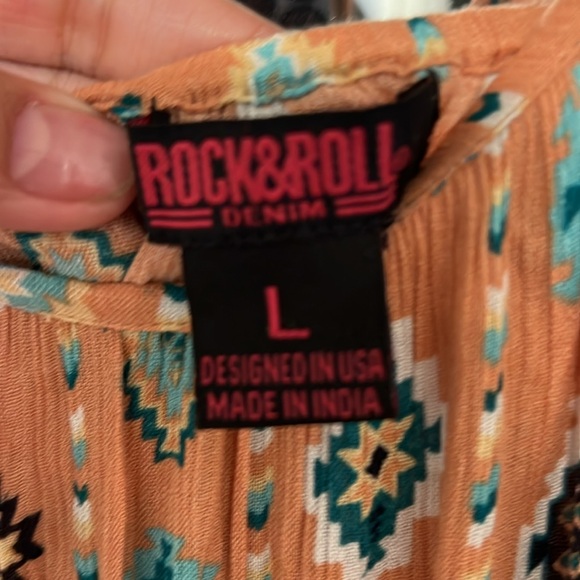 ROCK&ROLL
DENIM
L
DESIGNED IN USA
MADE IN INDIA